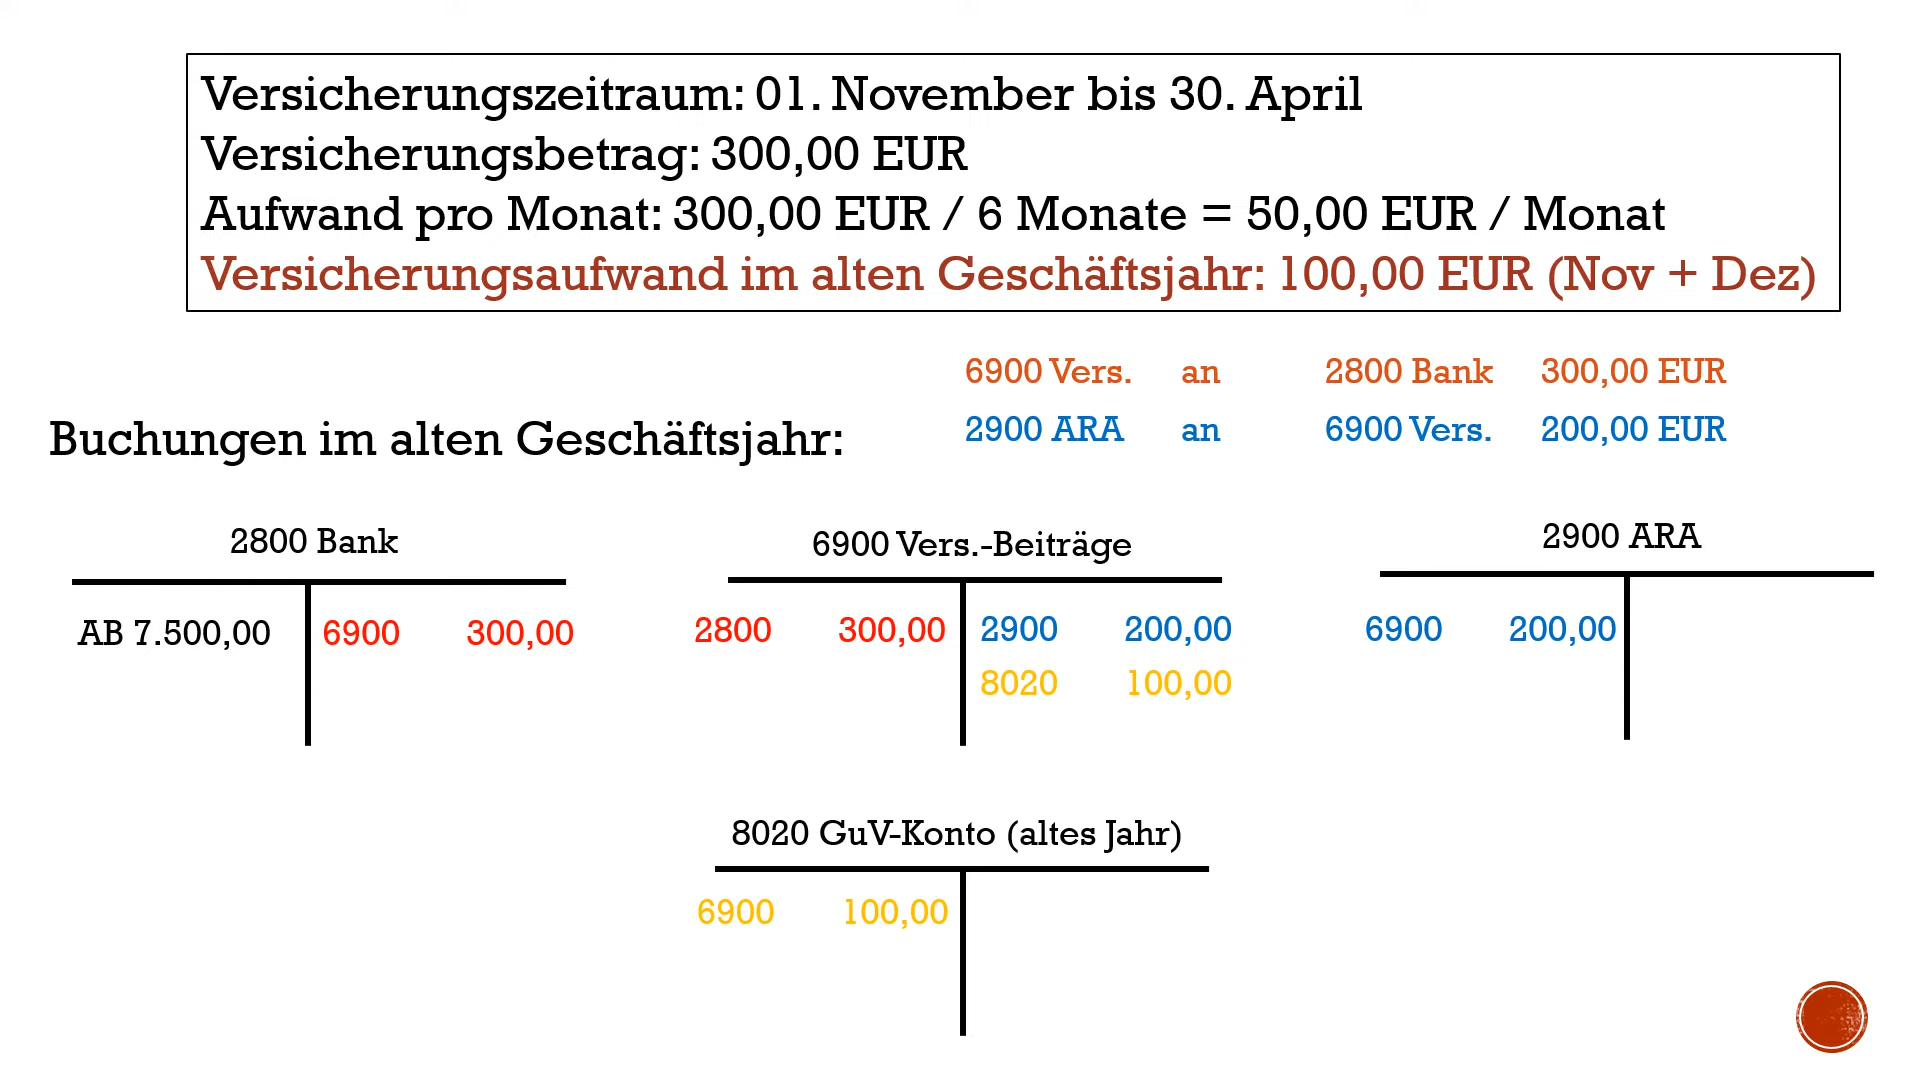 Versicherungszeitraum: 01. November bis 30. April
Versicherungsbetrag: 300,00 EUR
Aufwand pro Monat: 300,00 EUR / 6 Monate = 50,00 EUR / Monat
Versicherungsaufwand im alten Geschäftsjahr: 100,00 EUR (Nov + Dez)
6900 Vers. an 2800 Bank 300,00 EUR
Buchungen im alten Geschäftsjahr:
2900 ARA an 6900 Vers. 200,00 EUR
2800 Bank
AB 7.500,00 6900 300,00
6900 Vers.-Beiträge
2800 300,00 2900 200,00
8020 100,00
2900 ARA
6900 200,00
8020 GuV-Konto (altes Jahr)
6900 100,00